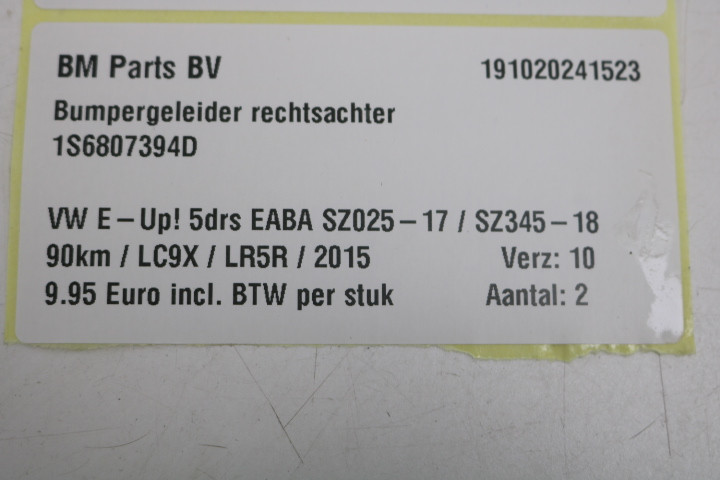 BM Parts BV 191020241523
Bumpergeleider rechtsachter
1S6807394D
VW E-Up! 5drs EABA SZ025-17 / SZ345-18
90km / LC9X / LR5R / 2015 Verz: 10
9.95 Euro incl. BTW per stuk Aantal: 2